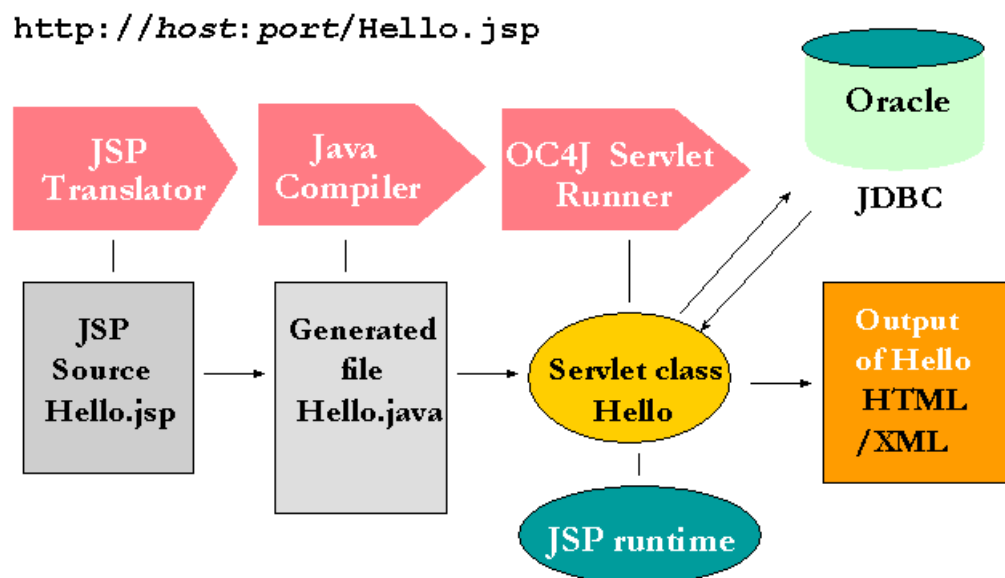 http://host:port/Hello.jsp
JSP
Translator
Java
Compiler
OC4J Servlet
Runner
Oracle
JDBC
JSP
Source
Hello.jsp
Generated
file
Hello.java
Servlet class
Hello
Output
of Hello
HTML
/XML
JSP runtime